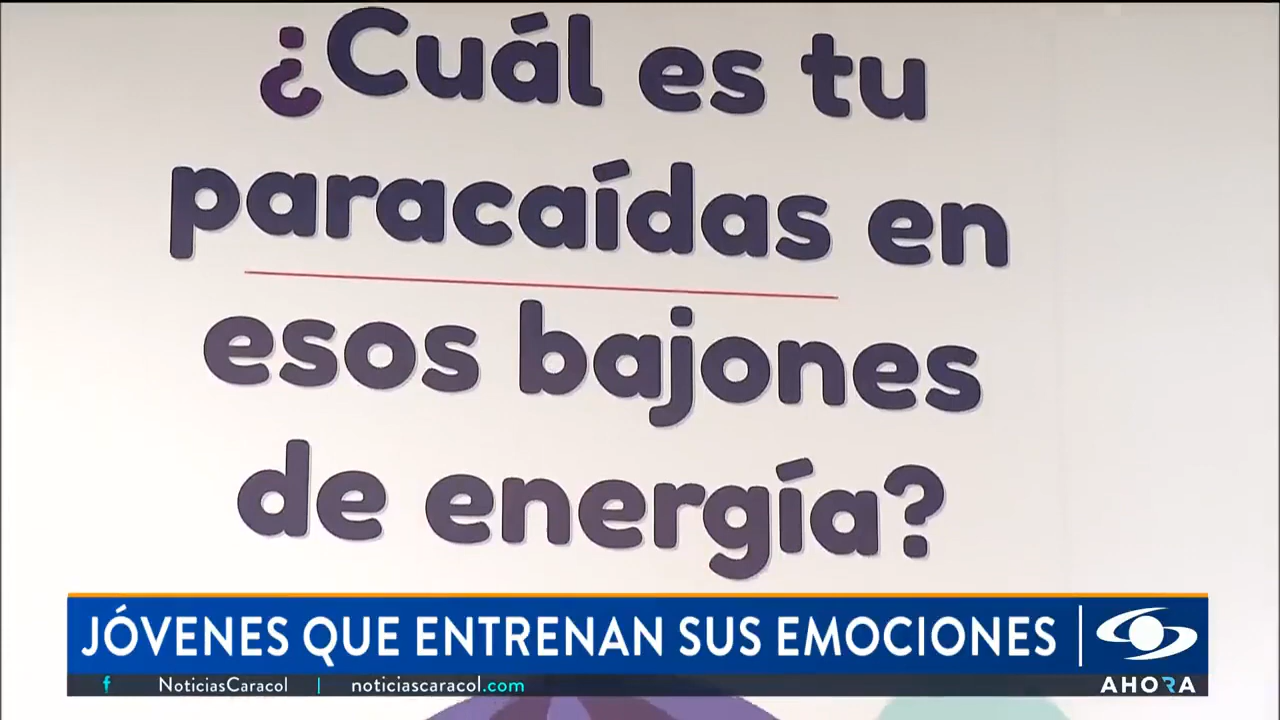 ¿Cuál es tu
paracaídas en
esos bajones
de energía?
JÓVENES QUE ENTRENAN SUS EMOCIONES
f NoticiasCaracol | noticiascaracol.com
AHORA